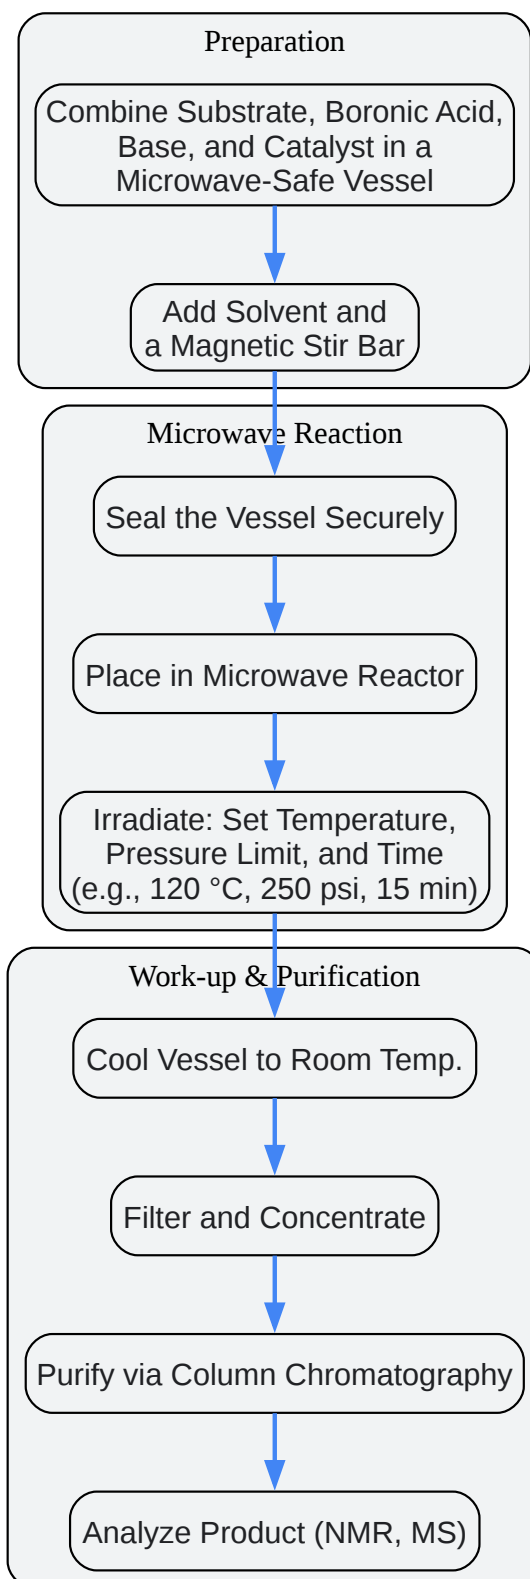 Preparation
Combine Substrate, Boronic Acid,
Base, and Catalyst in a
Microwave-Safe Vessel
Add Solvent and
a Magnetic Stir Bar
Microwave Reaction
Seal the Vessel Securely
Place in Microwave Reactor
Irradiate: Set Temperature,
Pressure Limit, and Time
(e.g., 120 °C, 250 psi, 15 min)
Work-up & Purification
Cool Vessel to Room Temp.
Filter and Concentrate
Purify via Column Chromatography
Analyze Product (NMR, MS)